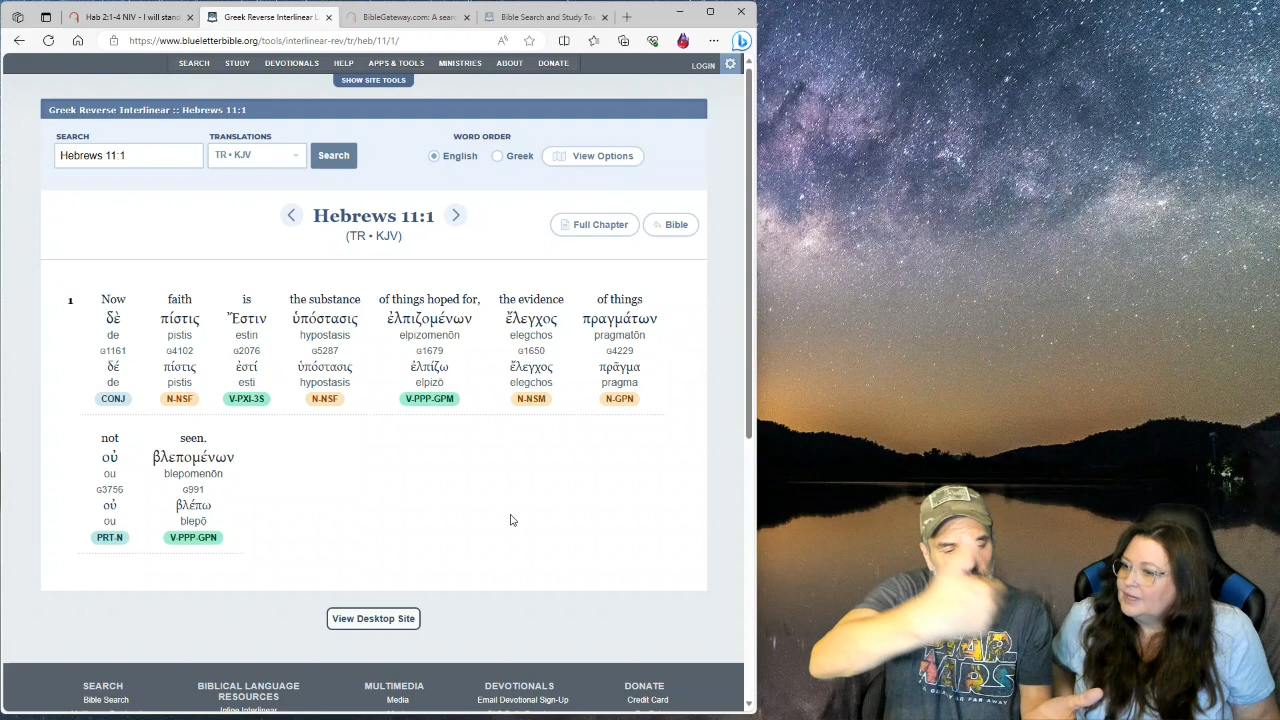 Hab 2:1-4 NIV - I will stand
Greek Reverse Interlinear L
BibleGateway.com: A sear
Bible Search and Study To
https://www.blueletterbible.org/tools/interlinear-rev/tr/heb/11/1/
SEARCH STUDY DEVOTIONALS HELP APPS & TOOLS MINISTRIES ABOUT DONATE LOGIN
SHOW SITE TOOLS
Greek Reverse Interlinear :: Hebrews 11:1
SEARCH TRANSLATIONS WORD ORDER
Hebrews 11:1 TR • KJV Search English Greek View Options
Hebrews 11:1
(TR • KJV)
Full Chapter Bible
1 Now faith is the substance of things hoped for, the evidence of things
δὲ πίστις Ἔστιν ὑπόστασις ἐλπιζομένων ἔλεγχος πραγμάτων
de pistis estin hypostasis elpizomenōn elegchos pragmatōn
G1161 G4102 G2076 G5287 G1679 G1650 G4229
δέ πίστις ἐστί ὑπόστασις ἐλπίζω ἔλεγχος πρᾶγμα
de pistis esti hypostasis elpizō elegchos pragma
CONJ N-NSF V-PXI-3S N-NSF V-PPP-GPM N-NSM N-GPN
not seen.
οὐ βλεπομένων
ou blepomenōn
G3756 G991
οὐ βλέπω
ou blepō
PRT-N V-PPP-GPN
View Desktop Site
SEARCH BIBLICAL LANGUAGE MULTIMEDIA DEVOTIONALS DONATE
RESOURCES
Bible Search Media Email Devotional Sign-Up Credit Card
Inline Interlinear
WAR
WARS